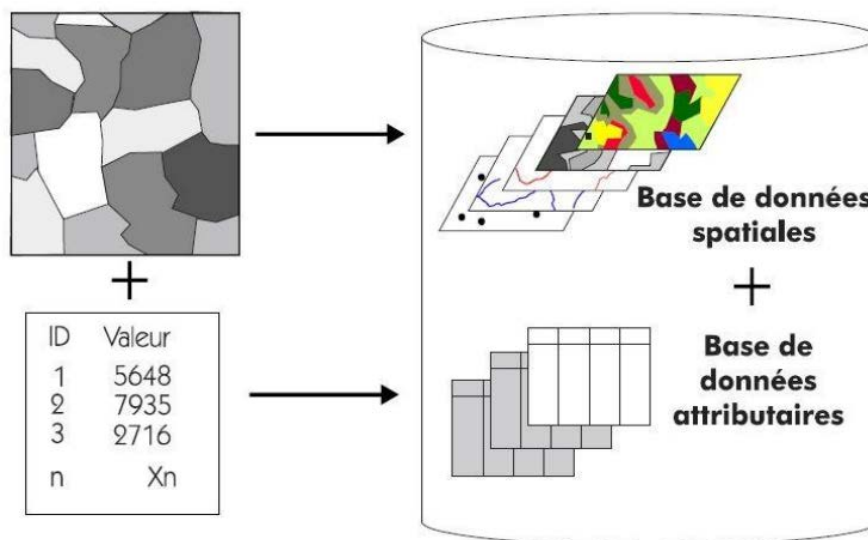 Base de données
spatiales
+
+
ID Valeur
1 5648
2 7935
3 2716
n Xn
Base de
données
attributaires